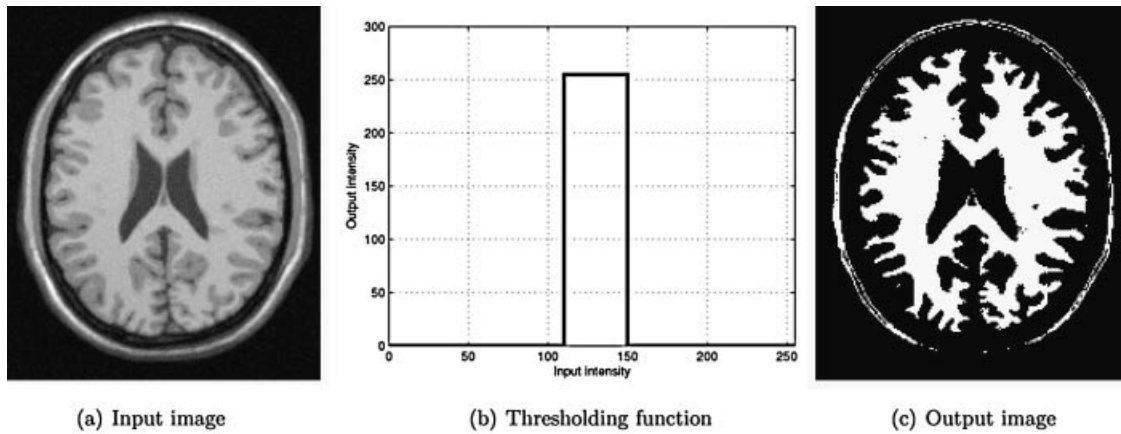 300
250
200
150
100
50
0
Output intensity
0 50 100 150 200 250
Input intensity
(a) Input image
(b) Thresholding function
(c) Output image